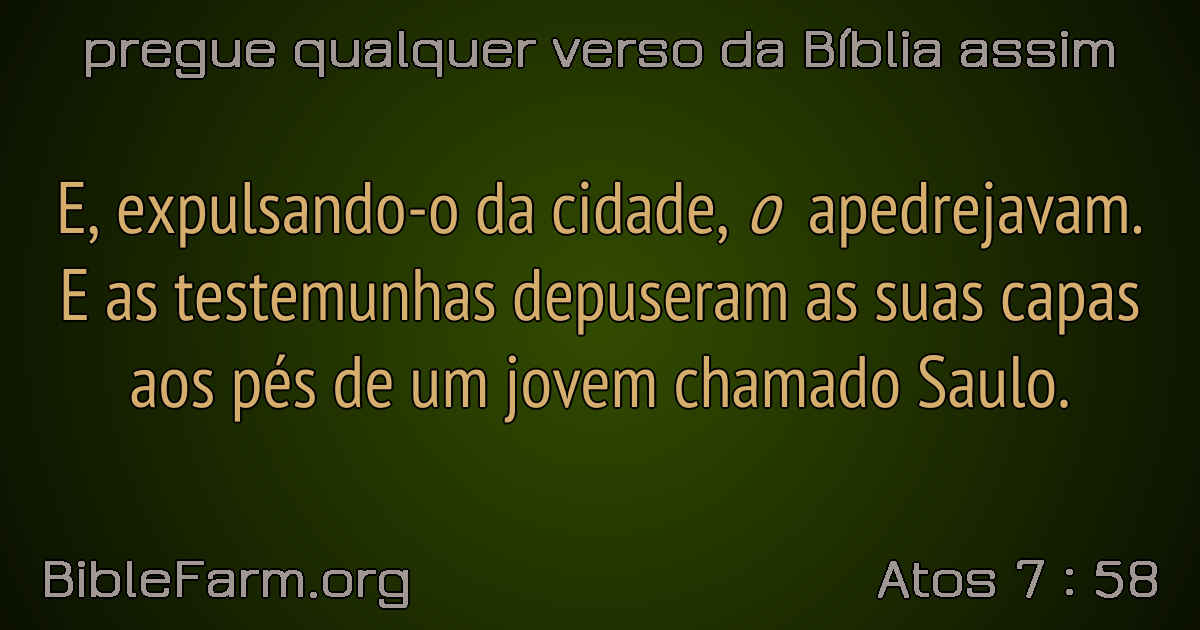 pregue qualquer verso da Bíblia assim
E, expulsando-o da cidade, o apedrejavam.
E as testemunhas depuseram as suas capas
aos pés de um jovem chamado Saulo.
BibleFarm.org
Atos 7 : 58